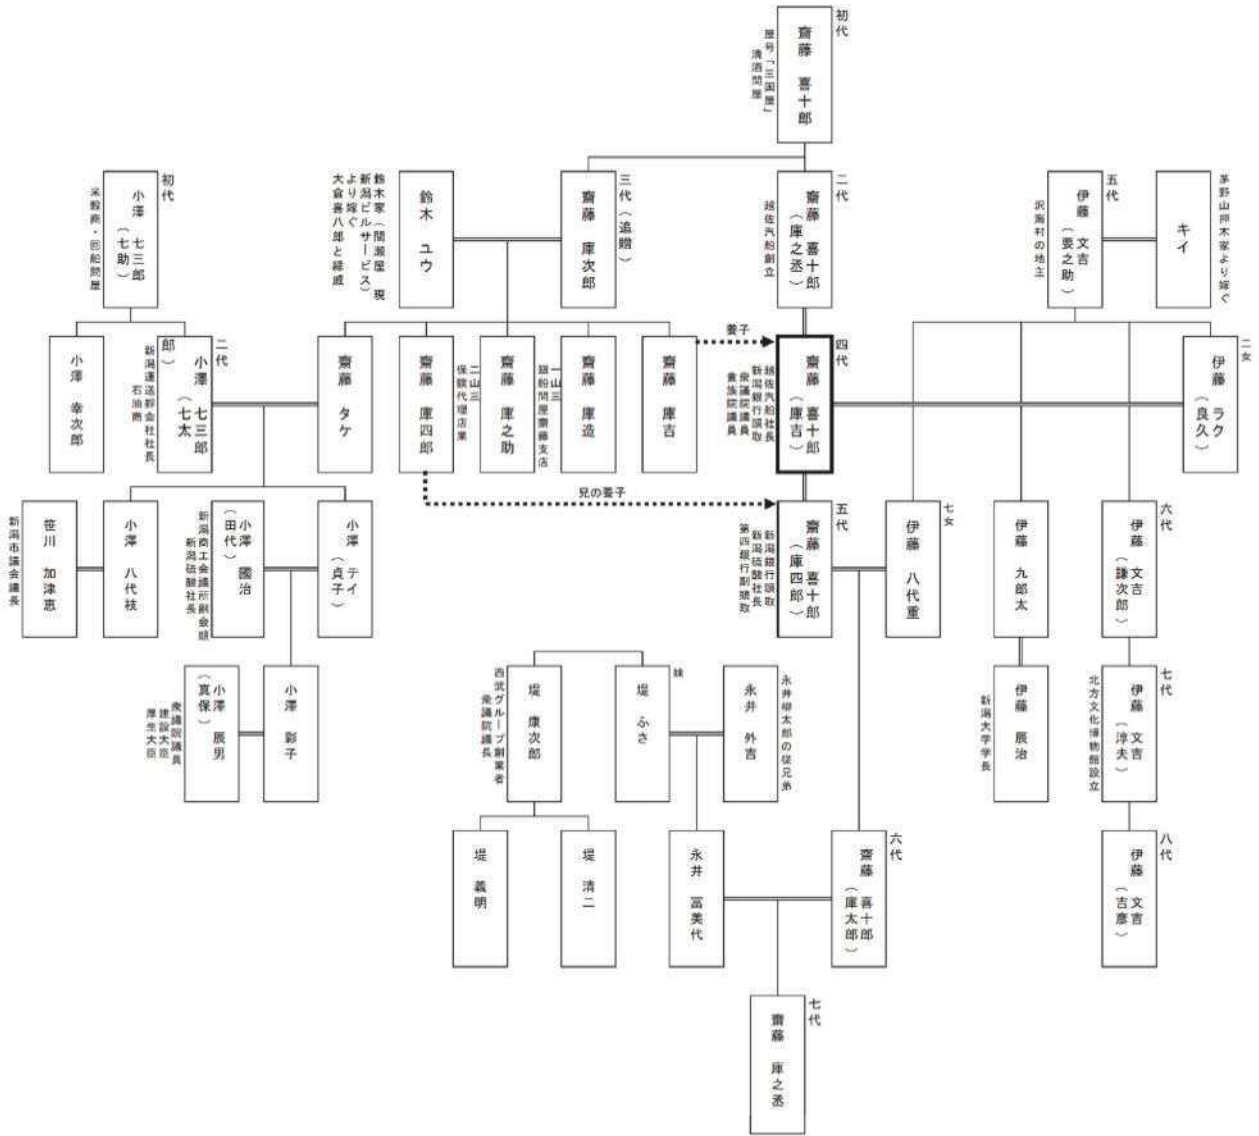 初代
齋藤 喜十郎
屋号「三国屋」
清酒問屋
初代
小澤 七三郎
（七助）
米穀商・回船問屋
鈴木家（間瀬屋 現
新潟ビルサービス）
より嫁ぐ
大倉喜八郎と縁戚
鈴木 ユウ
三代（追贈）
齋藤 庫次郎
二代
齋藤 喜十郎
（庫之丞）
越佐汽船創立
五代
伊藤 文吉
（要之助）
沢海村の地主
キイ
茅野山押木家より嫁ぐ
小澤 幸次郎
二代
小澤 七三郎
（七太郎）
新潟運送㈱会社社長
石油商
齋藤 タケ
齋藤 庫四郎
二山三
保険代理店業
齋藤 庫之助
一山三
廻船問屋齋藤支店
齋藤 庫造
齋藤 庫吉
養子
四代
齋藤 喜十郎
（庫吉）
越佐汽船社長
新潟銀行頭取
衆議院議員
貴族院議員
二女
伊藤 ラク
（良久）
兄の養子
笹川 加津恵
新潟市議会議長
小澤 八代枝
小澤 國治
（田代）
新潟商工会議所副会頭
新潟硫酸社長
小澤 テイ
（貞子）
五代
齋藤 喜十郎
（庫四郎）
新潟銀行頭取
新潟硫酸社長
第四銀行副頭取
七女
伊藤 八代重
伊藤 九郎太
六代
伊藤 文吉
（謙次郎）
小澤 辰男
（真保）
衆議院議員
建設大臣
厚生大臣
小澤 彰子
堤 康次郎
西武グループ創業者
衆議院議長
妹
堤 ふさ
永井 外吉
永井柳太郎の従兄弟
伊藤 辰治
新潟大学学長
七代
伊藤 文吉
（淳夫）
北方文化博物館設立
堤 義明
堤 清二
永井 冨美代
六代
齋藤 喜十郎
（庫太郎）
八代
伊藤 文吉
（吉彦）
七代
齋藤 庫之丞